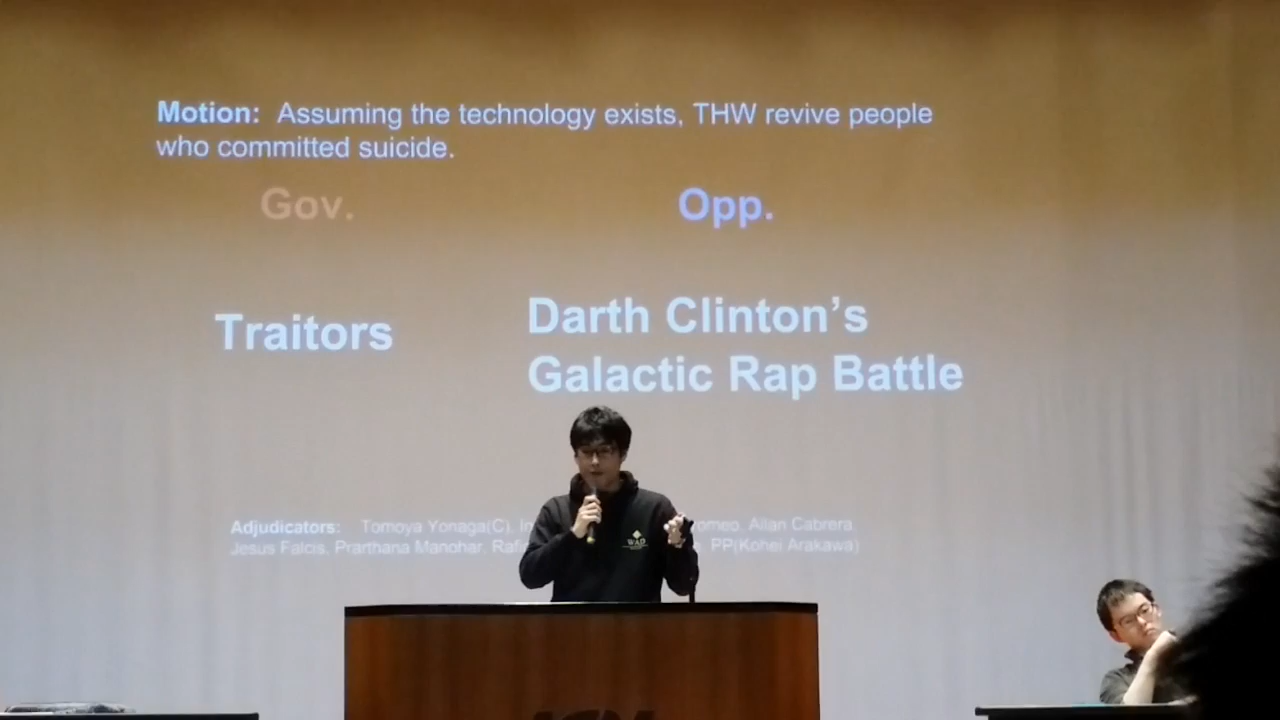 Motion: Assuming the technology exists, THW revive people
who committed suicide.
Gov.
Opp.
Traitors
Darth Clinton’s
Galactic Rap Battle
Adjudicators: Tomoya Yonaga(C), Allan Cabrera,
Jesus Falcis, Prarthana Manohar, PP(Kohei Arakawa)
WAD